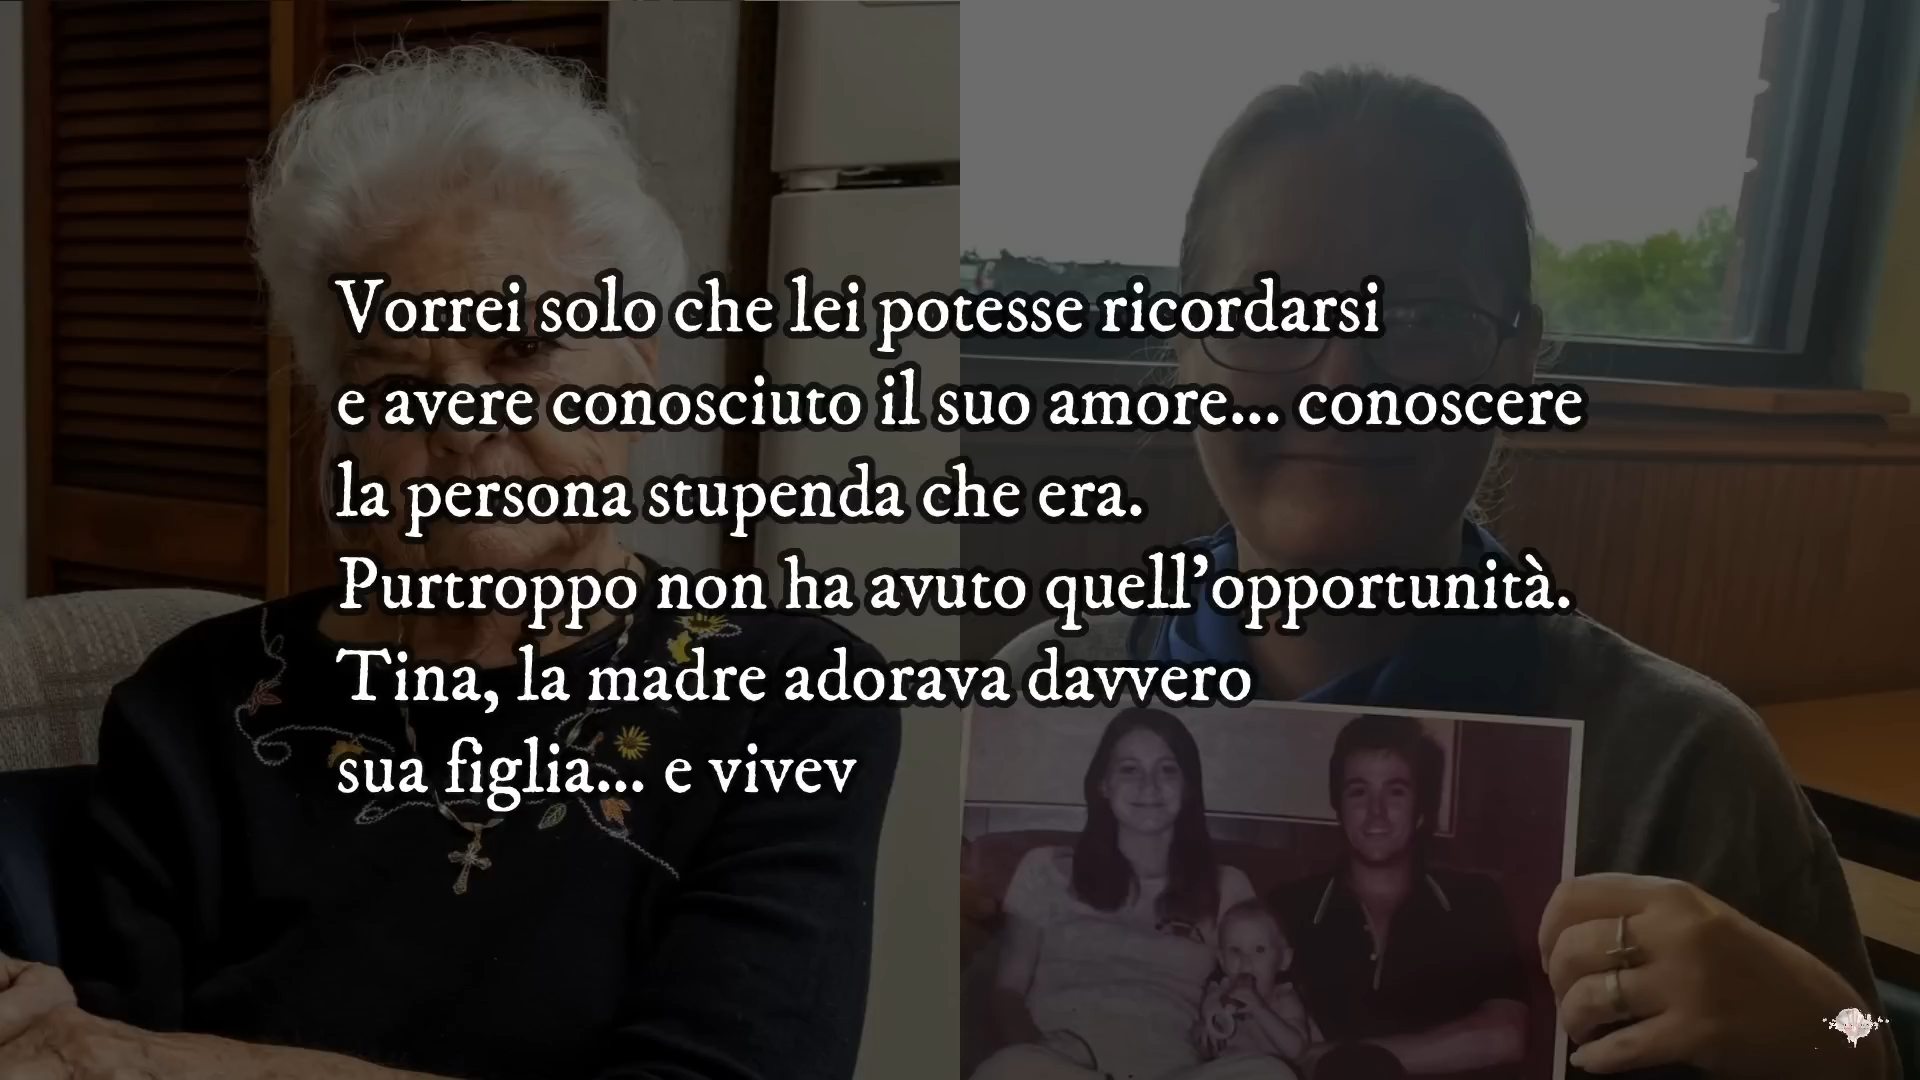 Vorrei solo che lei potesse ricordarsi
e avere conosciuto il suo amore... conoscere
la persona stupenda che era.
Purtroppo non ha avuto quell'opportunità.
Tina, la madre adorava davvero
sua figlia... e vivev